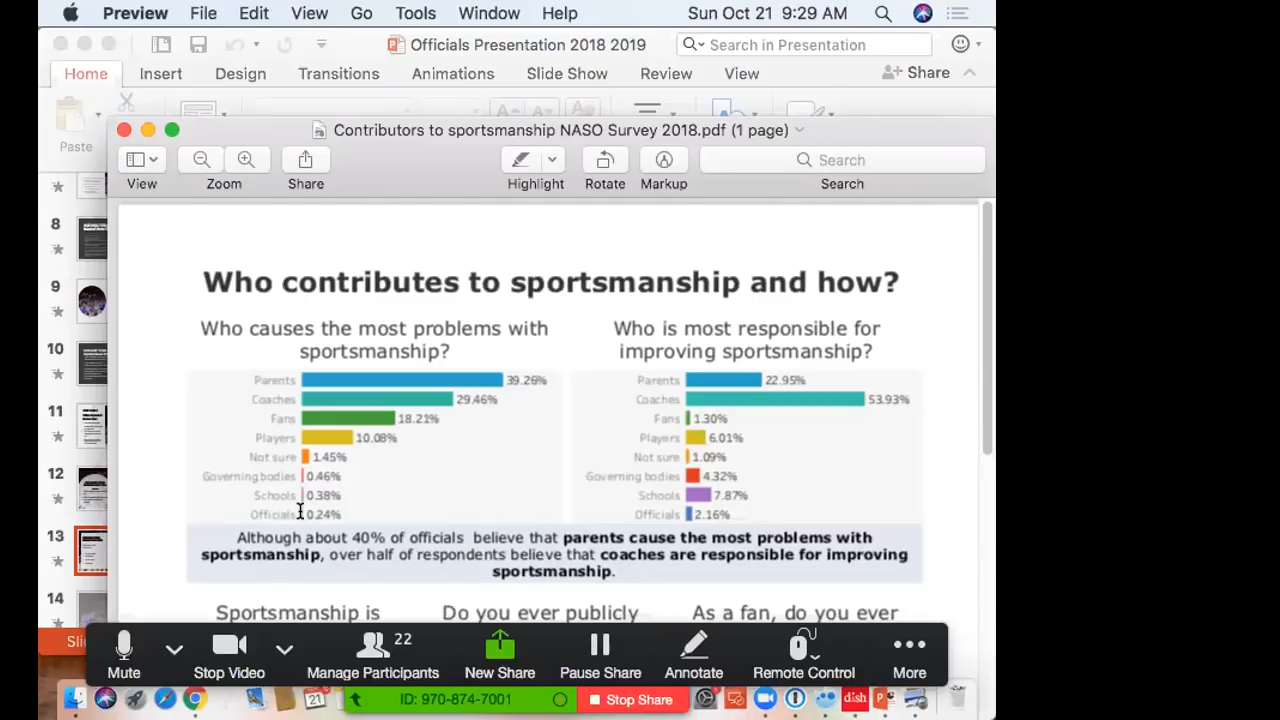 Preview File Edit View Go Tools Window Help Sun Oct 21 9:29 AM
Officials Presentation 2018 2019 Search in Presentation
Home Insert Design Transitions Animations Slide Show Review View Share
Paste
Contributors to sportsmanship NASO Survey 2018.pdf (1 page)
Search
View Zoom Share Highlight Rotate Markup Search
8
9
10
11
12
13
14
Who contributes to sportsmanship and how?
Who causes the most problems with
sportsmanship?
Parents 39.26%
Coaches 29.46%
Fans 18.21%
Players 10.08%
Not sure 1.45%
Governing bodies 0.46%
Schools 0.38%
Officials 0.24%
Who is most responsible for
improving sportsmanship?
Parents 22.95%
Coaches 53.93%
Fans 1.30%
Players 6.01%
Not sure 1.09%
Governing bodies 4.32%
Schools 7.87%
Officials 2.16%
Although about 40% of officials believe that parents cause the most problems with
sportsmanship, over half of respondents believe that coaches are responsible for improving
sportsmanship.
Sportsmanship is Do you ever publicly As a fan, do you ever
22
Mute Stop Video Manage Participants New Share Pause Share Annotate Remote Control More
ID: 970-874-7001 Stop Share
21
dish